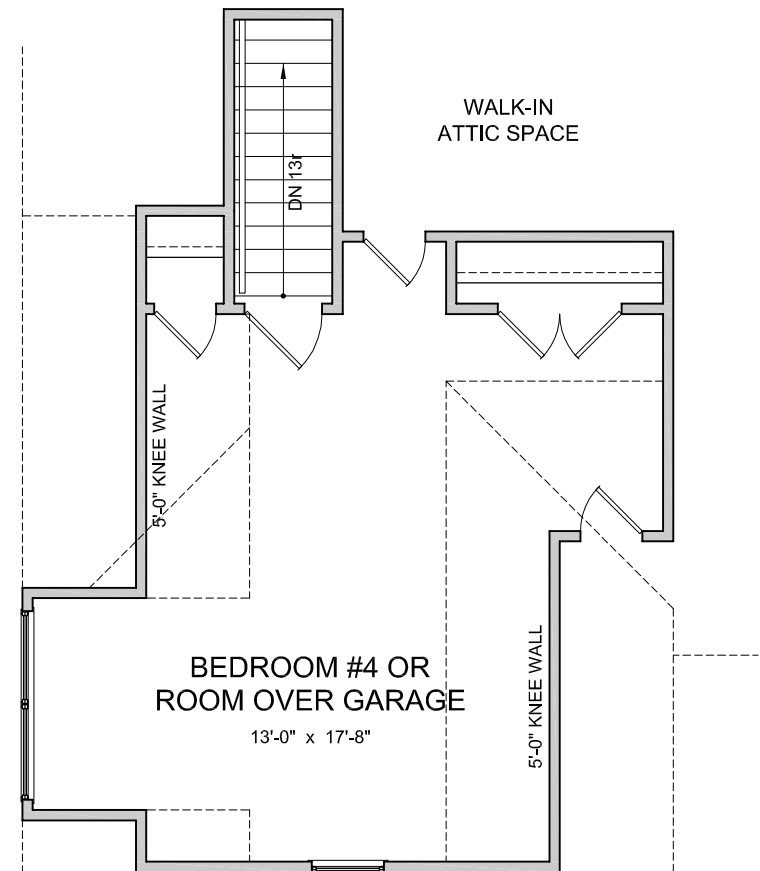 WALK-IN
ATTIC SPACE
DN 13r
5'-0" KNEE WALL
BEDROOM #4 OR
ROOM OVER GARAGE
13'-0" x 17'-8"
5'-0" KNEE WALL